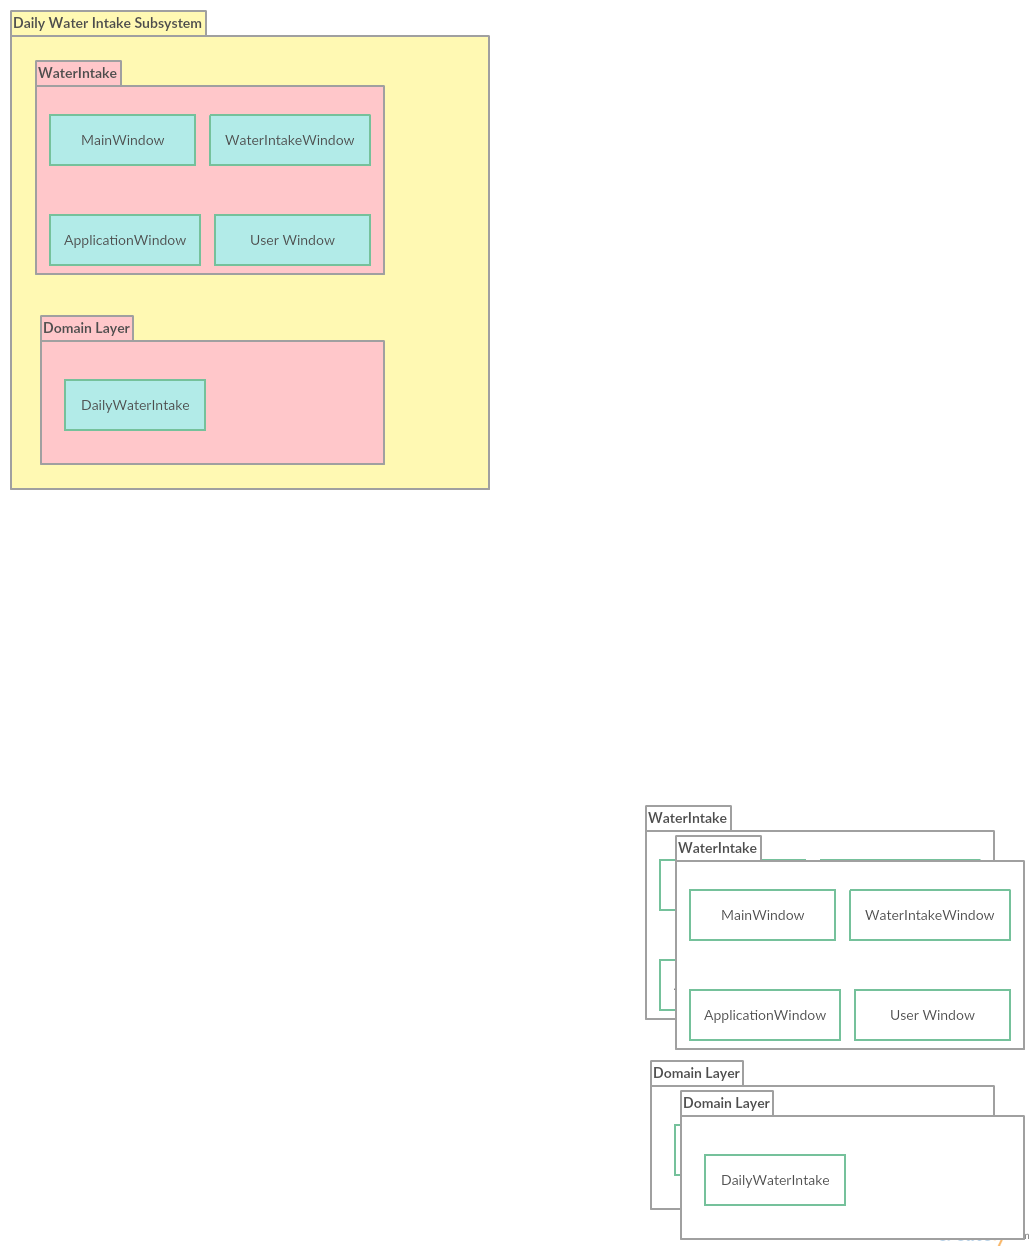 Daily Water Intake Subsystem
WaterIntake
MainWindow WaterIntakeWindow
ApplicationWindow User Window
Domain Layer
DailyWaterIntake
WaterIntake
WaterIntake
MainWindow WaterIntakeWindow
ApplicationWindow User Window
Domain Layer
Domain Layer
DailyWaterIntake